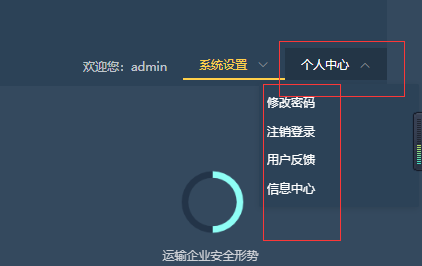 欢迎您：admin 系统设置 个人中心
修改密码
注销登录
用户反馈
信息中心
运输企业安全形势